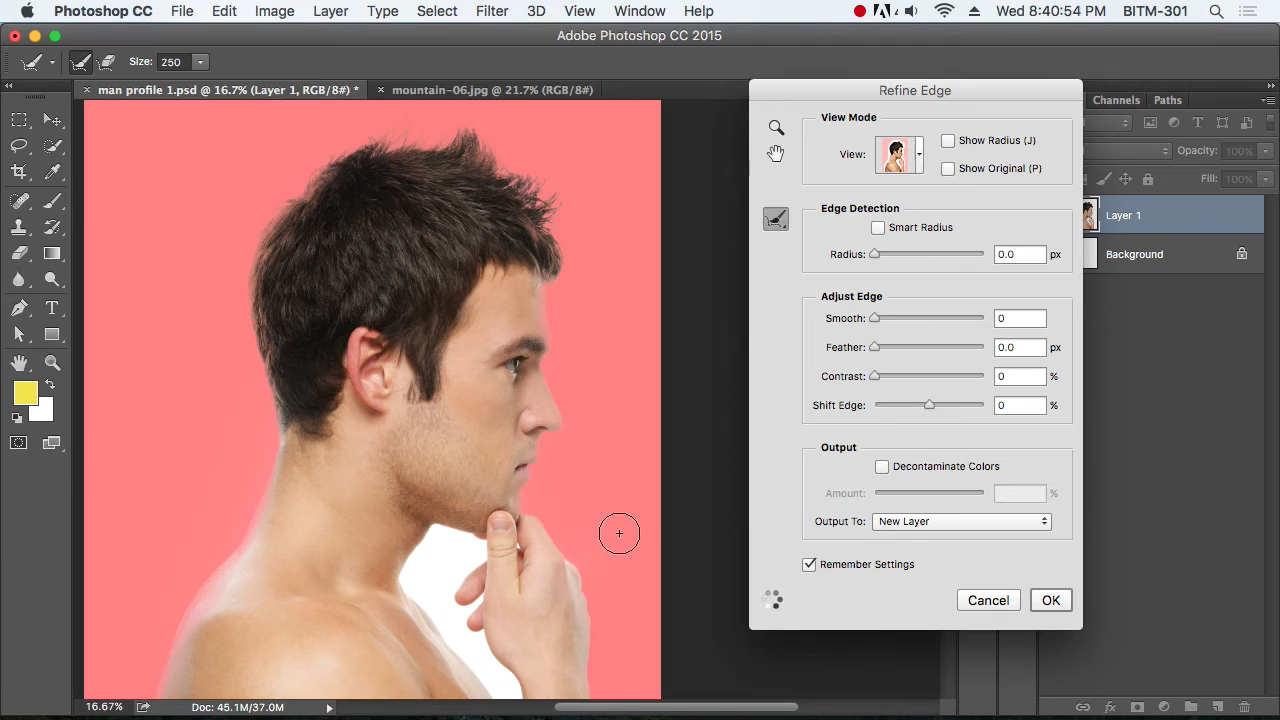 Photoshop CC File Edit Image Layer Type Select Filter 3D View Window Help Wed 8:40:54 PM BITM-301
Adobe Photoshop CC 2015
Size: 250
man profile 1.psd @ 16.7% (Layer 1, RGB/8#) * mountain-06.jpg @ 21.7% (RGB/8#)
Refine Edge
Channels Paths
View Mode
View:
Show Radius (J)
Show Original (P)
Opacity: 100%
Fill: 100%
Edge Detection
Smart Radius
Radius: 0.0 px
Layer 1
Background
Adjust Edge
Smooth: 0
Feather: 0.0 px
Contrast: 0 %
Shift Edge: 0 %
Output
Decontaminate Colors
Amount: %
Output To: New Layer
Remember Settings
Cancel OK
16.67% Doc: 45.1M/37.0M